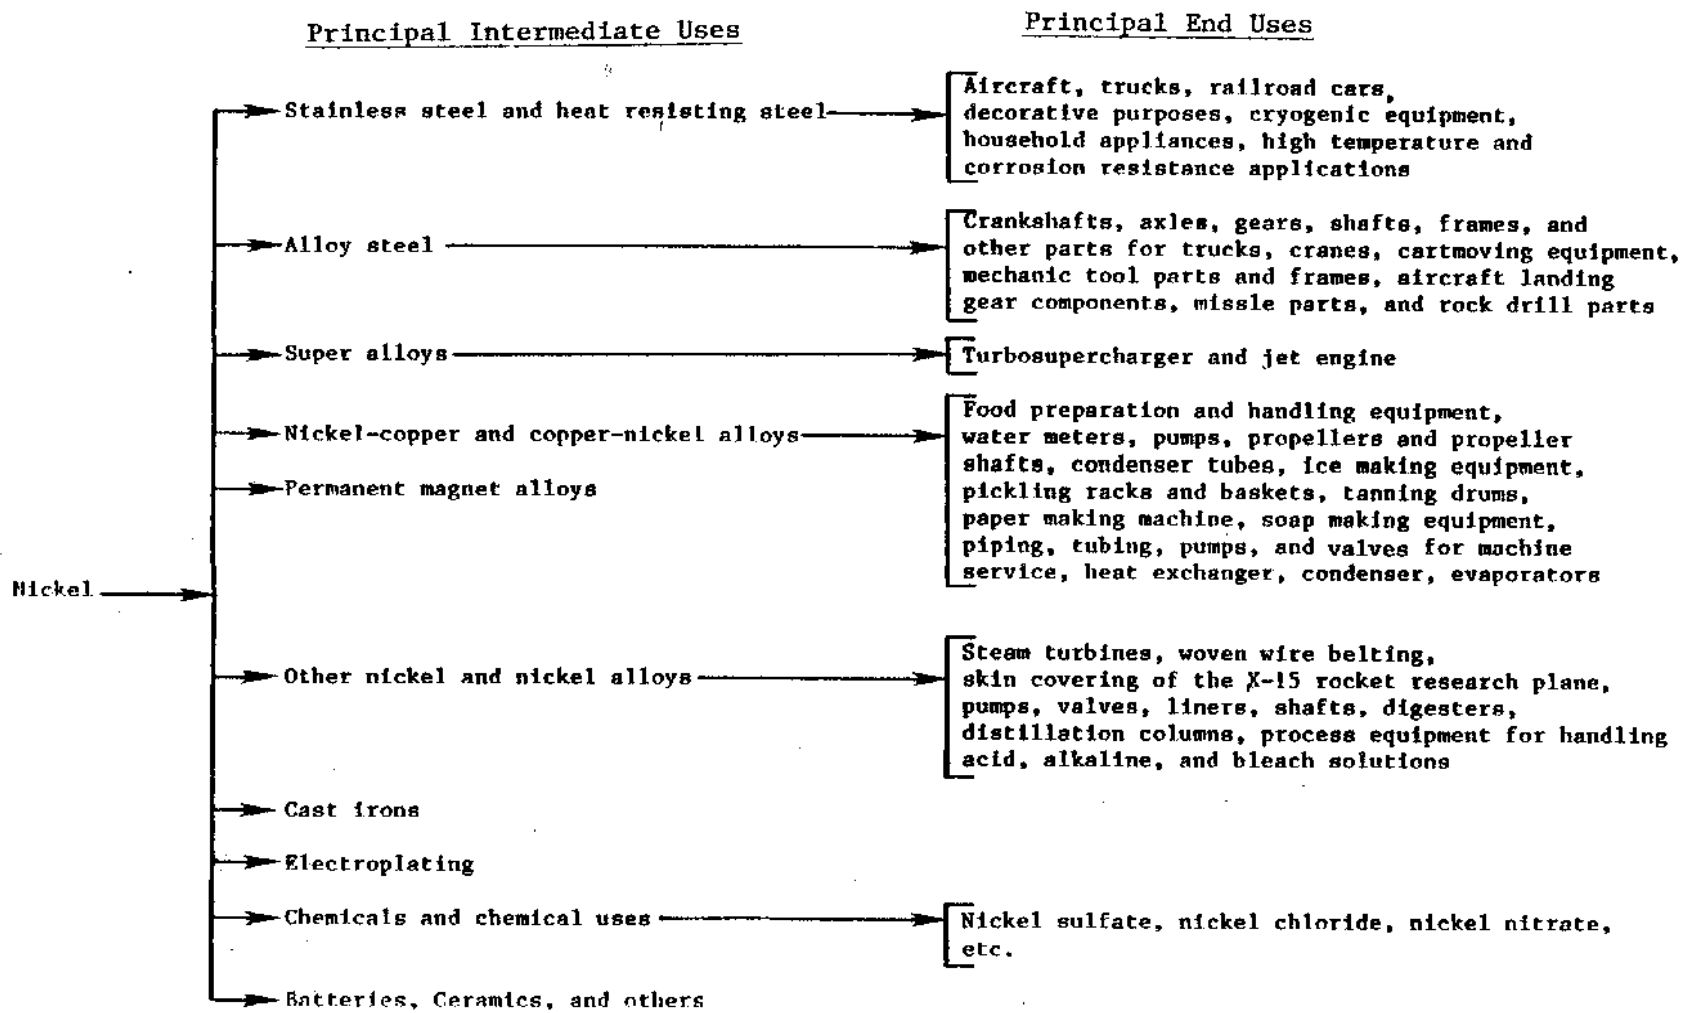 Principal Intermediate Uses
Principal End Uses
Stainless steel and heat resisting steel
Aircraft, trucks, railroad cars,
decorative purposes, cryogenic equipment,
household appliances, high temperature and
corrosion resistance applications
Alloy steel
Crankshafts, axles, gears, shafts, frames, and
other parts for trucks, cranes, cartmoving equipment,
mechanic tool parts and frames, aircraft landing
gear components, missle parts, and rock drill parts
Super alloys
Turbosupercharger and jet engine
Nickel-copper and copper-nickel alloys
Food preparation and handling equipment,
water meters, pumps, propellers and propeller
shafts, condenser tubes, ice making equipment,
pickling racks and baskets, tanning drums,
paper making machine, soap making equipment,
piping, tubing, pumps, and valves for machine
service, heat exchanger, condenser, evaporators
Permanent magnet alloys
Nickel
Other nickel and nickel alloys
Steam turbines, woven wire belting,
skin covering of the X-15 rocket research plane,
pumps, valves, liners, shafts, digesters,
distillation columns, process equipment for handling
acid, alkaline, and bleach solutions
Cast irons
Electroplating
Chemicals and chemical uses
Nickel sulfate, nickel chloride, nickel nitrate,
etc.
Batteries, Ceramics, and others